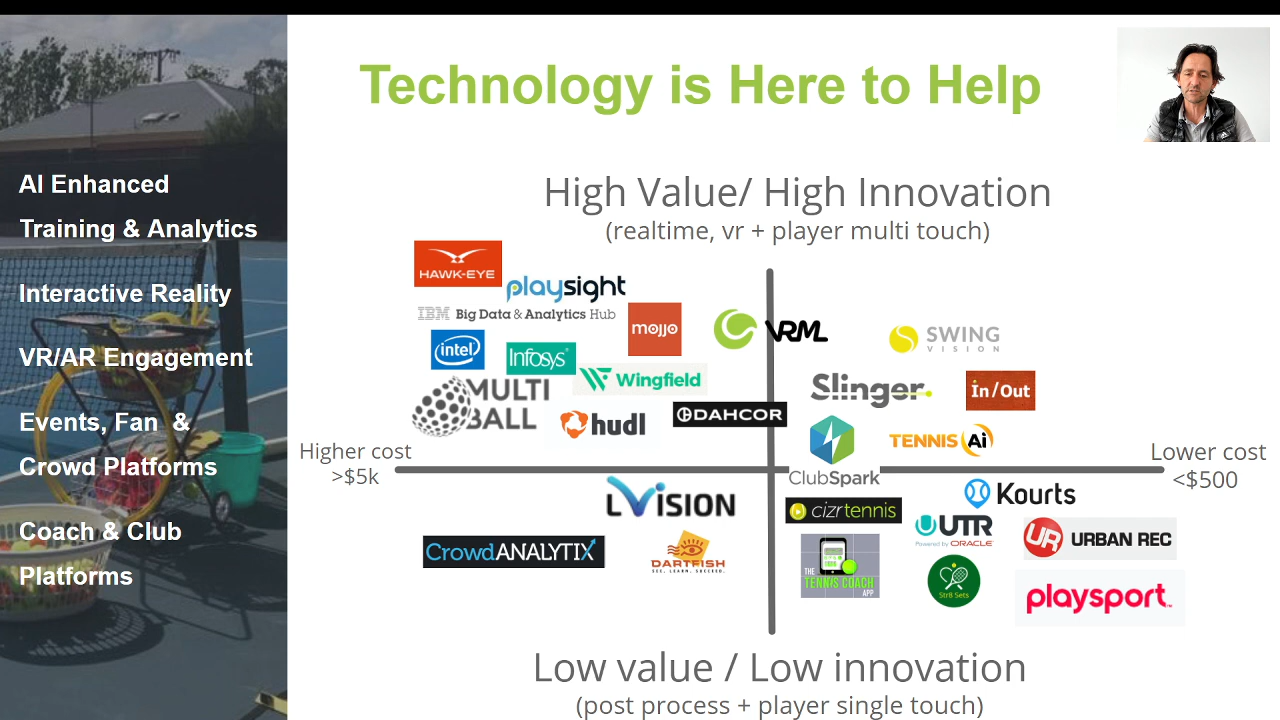 Technology is Here to Help
AI Enhanced
Training & Analytics
Interactive Reality
VR/AR Engagement
Events, Fan &
Crowd Platforms
Coach & Club
Platforms
High Value/ High Innovation
(realtime, vr + player multi touch)
HAWK-EYE
playsight
IBM Big Data & Analytics Hub
mojjo
VRML
SWING
VISION
intel
Infosys
Wingfield
Slinger
In/Out
MULTI
BALL
hudl
DAHCOR
TENNIS Ai
ClubSpark
Higher cost
>$5k
Lower cost
<$500
LVISION
Kourts
cizrtennis
UTR
Powered by ORACLE
UR URBAN REC
CrowdANALYTIX
DARTFISH
SEE. LEARN. SUCCEED.
THE
TENNIS COACH
APP
Str8 Sets
playsport
Low value / Low innovation
(post process + player single touch)